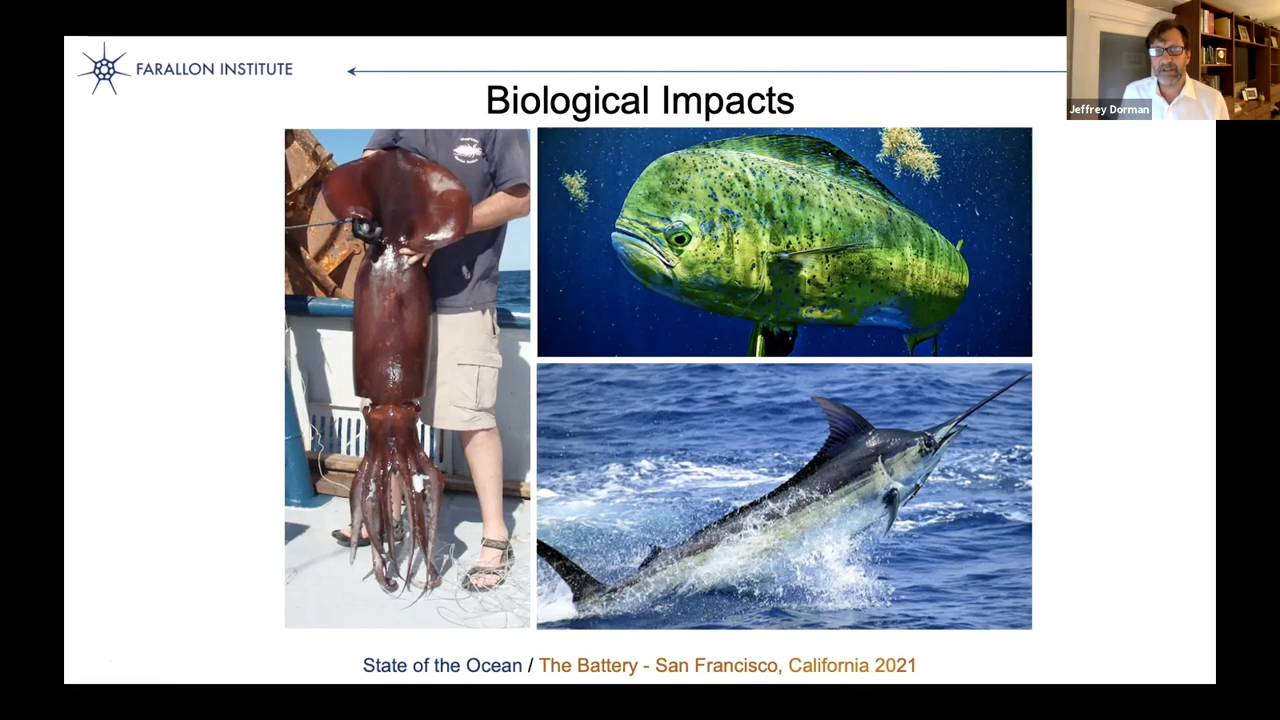 FARALLON INSTITUTE
Jeffrey Dorman
Biological Impacts
State of the Ocean / The Battery - San Francisco, California 2021